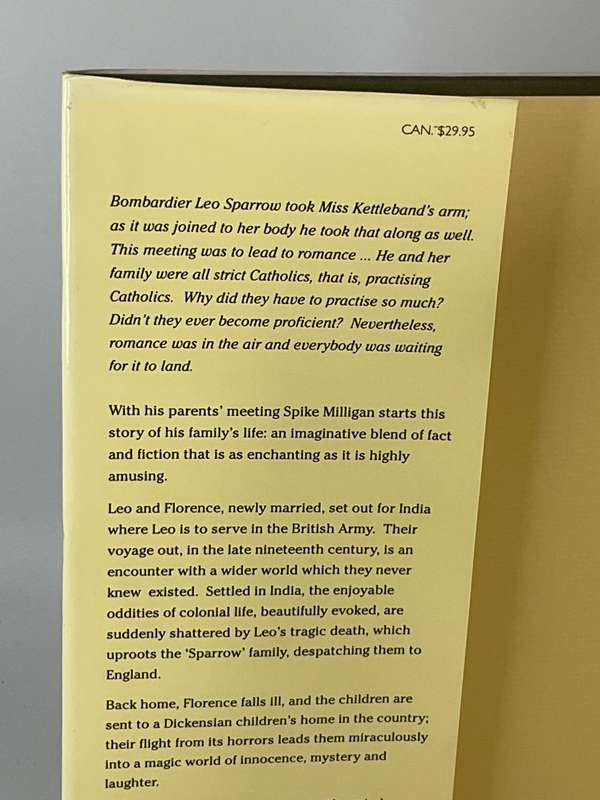 CAN. $29.95
Bombardier Leo Sparrow took Miss Kettleband's arm;
as it was joined to her body he took that along as well.
This meeting was to lead to romance ... He and her
family were all strict Catholics, that is, practising
Catholics. Why did they have to practise so much?
Didn't they ever become proficient? Nevertheless,
romance was in the air and everybody was waiting
for it to land.
With his parents' meeting Spike Milligan starts this
story of his family's life: an imaginative blend of fact
and fiction that is as enchanting as it is highly
amusing.
Leo and Florence, newly married, set out for India
where Leo is to serve in the British Army. Their
voyage out, in the late nineteenth century, is an
encounter with a wider world which they never
knew existed. Settled in India, the enjoyable
oddities of colonial life, beautifully evoked, are
suddenly shattered by Leo's tragic death, which
uproots the 'Sparrow' family, despatching them to
England.
Back home, Florence falls ill, and the children are
sent to a Dickensian children's home in the country;
their flight from its horrors leads them miraculously
into a magic world of innocence, mystery and
laughter.